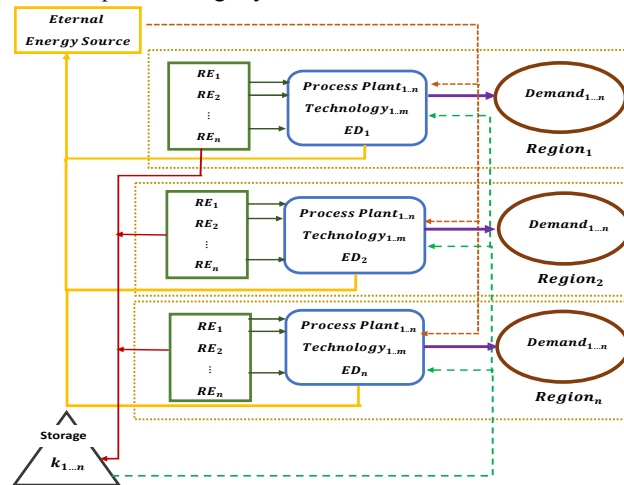 Eternal
Energy Source
RE₁
RE₂
⋮
REₙ
Process Plant₁..ₙ
Technology₁..ₘ
ED₁
Demand₁...ₙ
Region₁
RE₁
RE₂
⋮
REₙ
Process Plant₁..ₙ
Technology₁..ₘ
ED₂
Demand₁...ₙ
Region₂
RE₁
RE₂
⋮
REₙ
Process Plant₁..ₙ
Technology₁..ₘ
EDₙ
Demand₁...ₙ
Regionₙ
Storage
k₁...ₙ